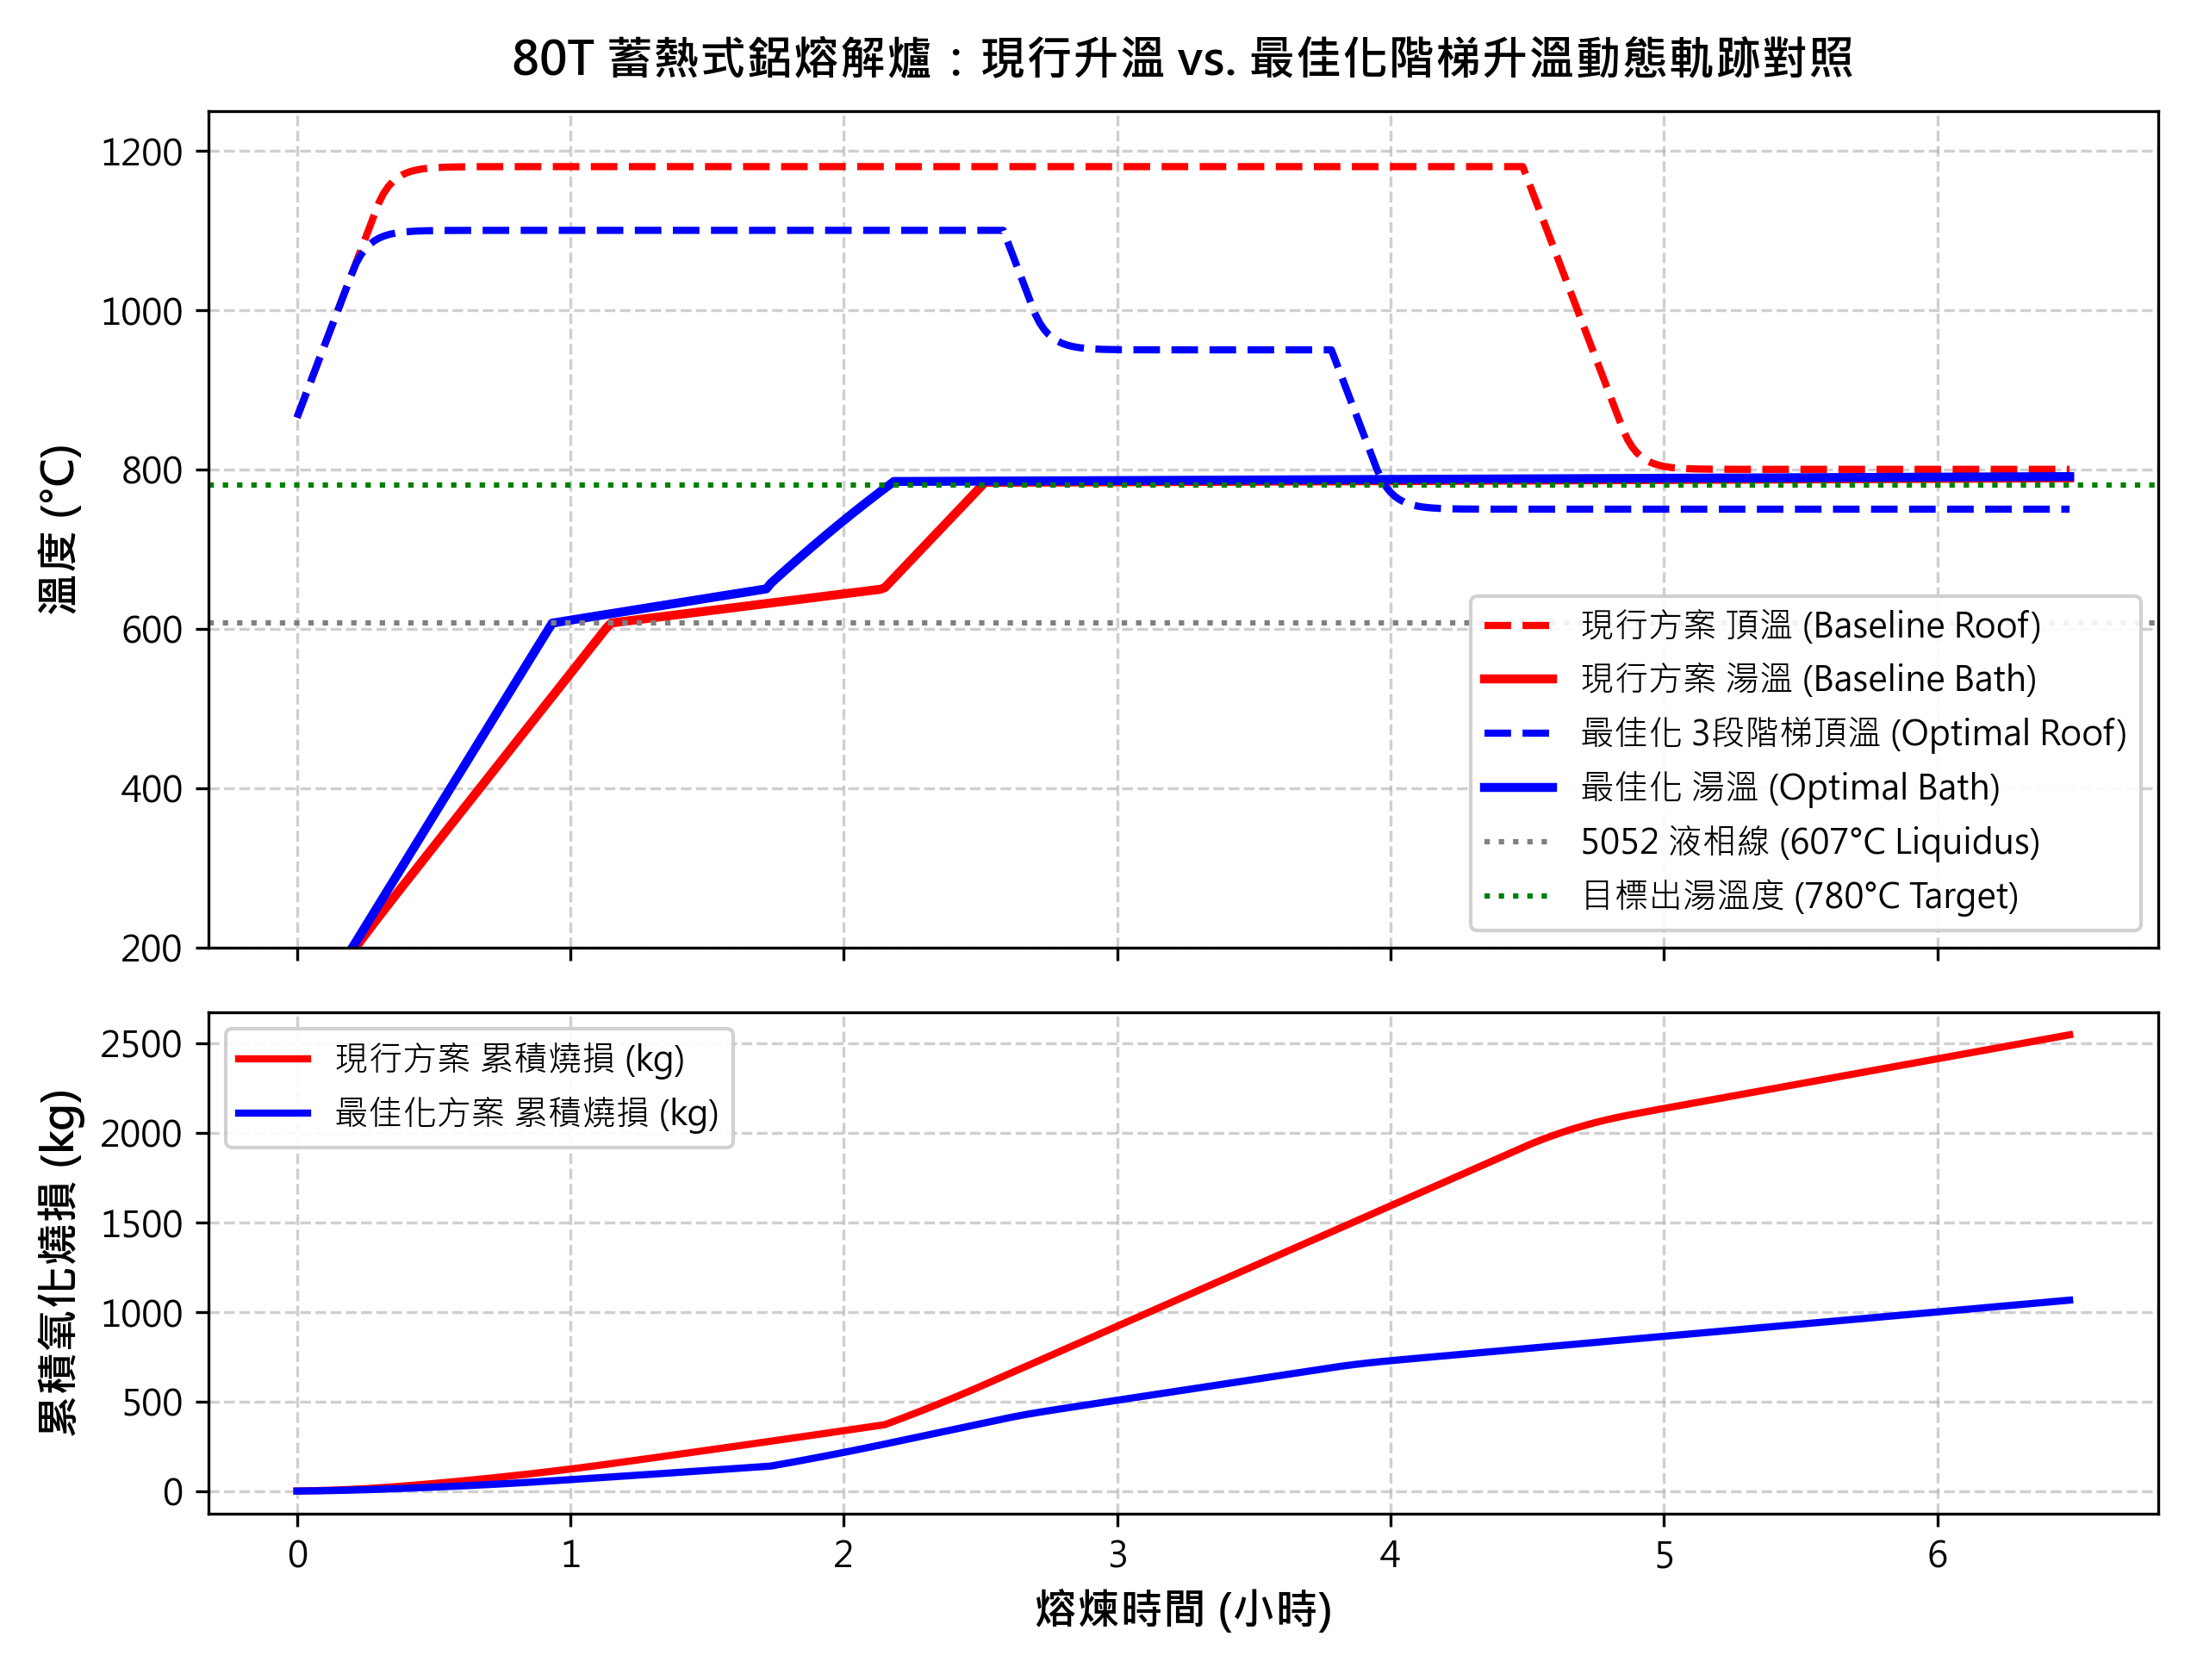 80T 蓄熱式鋁熔解爐：現行升溫 vs. 最佳化階梯升溫動態軌跡對照
溫度 (°C)
1200
1000
800
600
400
200
現行方案 頂溫 (Baseline Roof)
現行方案 湯溫 (Baseline Bath)
最佳化 3段階梯頂溫 (Optimal Roof)
最佳化 湯溫 (Optimal Bath)
5052 液相線 (607°C Liquidus)
目標出湯溫度 (780°C Target)
累積氧化燒損 (kg)
2500
2000
1500
1000
500
0
現行方案 累積燒損 (kg)
最佳化方案 累積燒損 (kg)
0 1 2 3 4 5 6
熔煉時間 (小時)